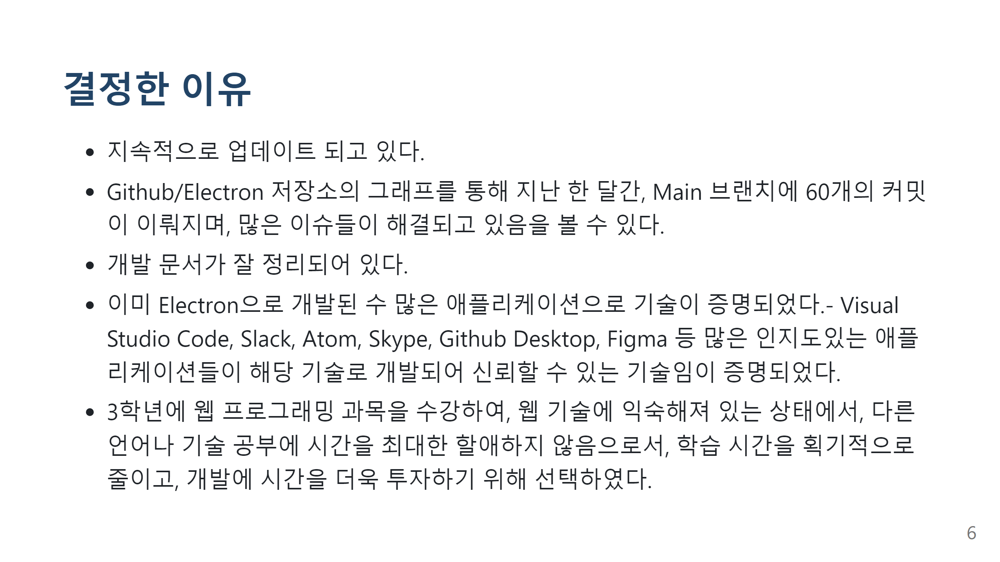 결정한 이유
• 지속적으로 업데이트 되고 있다.
• Github/Electron 저장소의 그래프를 통해 지난 한 달간, Main 브랜치에 60개의 커밋
이 이뤄지며, 많은 이슈들이 해결되고 있음을 볼 수 있다.
• 개발 문서가 잘 정리되어 있다.
• 이미 Electron으로 개발된 수 많은 애플리케이션으로 기술이 증명되었다.- Visual
Studio Code, Slack, Atom, Skype, Github Desktop, Figma 등 많은 인지도있는 애플
리케이션들이 해당 기술로 개발되어 신뢰할 수 있는 기술임이 증명되었다.
• 3학년에 웹 프로그래밍 과목을 수강하여, 웹 기술에 익숙해져 있는 상태에서, 다른
언어나 기술 공부에 시간을 최대한 할애하지 않음으로서, 학습 시간을 획기적으로
줄이고, 개발에 시간을 더욱 투자하기 위해 선택하였다.
6